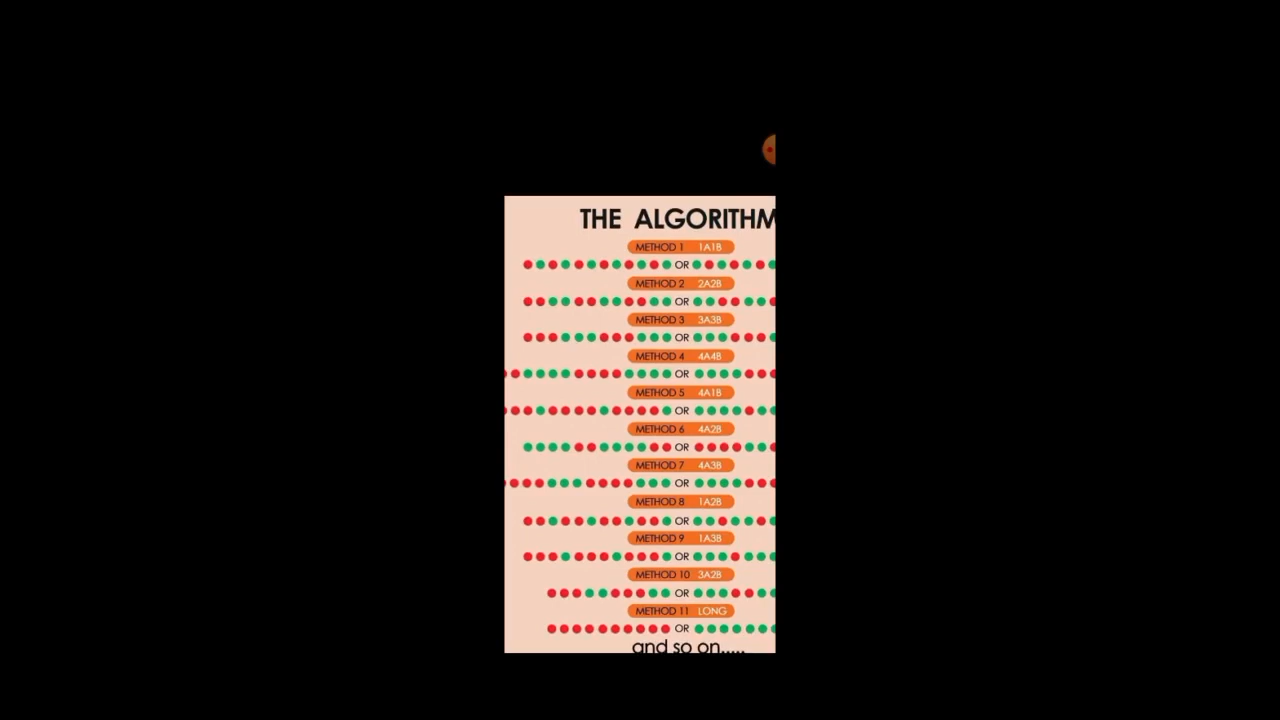 THE ALGORITHM
METHOD 1 1A1B
OR
METHOD 2 2A2B
OR
METHOD 3 3A3B
OR
METHOD 4 4A4B
OR
METHOD 5 4A1B
OR
METHOD 6 4A2B
OR
METHOD 7 4A3B
OR
METHOD 8 1A2B
OR
METHOD 9 1A3B
OR
METHOD 10 3A2B
OR
METHOD 11 LONG
OR
and so on.....